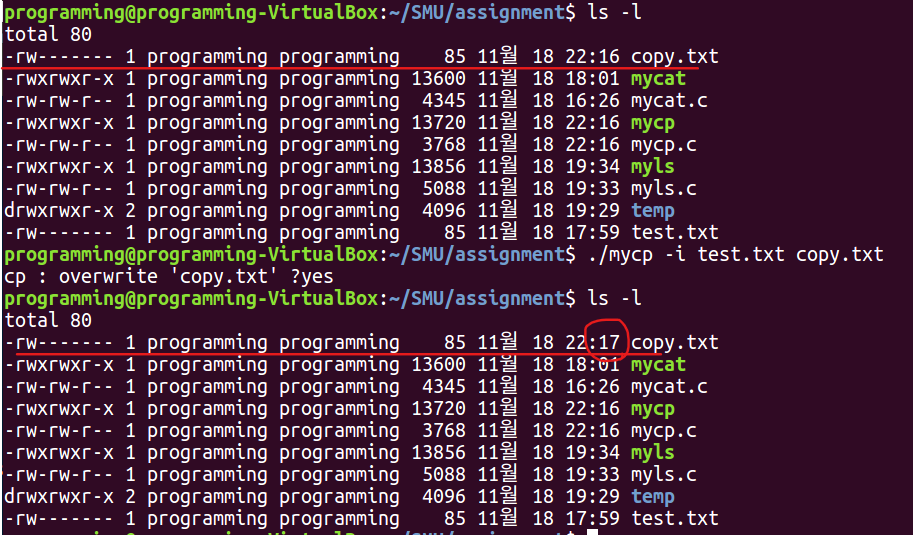 programming@programming-VirtualBox:~/SMU/assignment$ ls -l
total 80
-rw------- 1 programming programming 85 11월 18 22:16 copy.txt
-rwxrwxr-x 1 programming programming 13600 11월 18 18:01 mycat
-rw-rw-r-- 1 programming programming 4345 11월 18 16:26 mycat.c
-rwxrwxr-x 1 programming programming 13720 11월 18 22:16 mycp
-rw-rw-r-- 1 programming programming 3768 11월 18 22:16 mycp.c
-rwxrwxr-x 1 programming programming 13856 11월 18 19:34 myls
-rw-rw-r-- 1 programming programming 5088 11월 18 19:33 myls.c
drwxrwxr-x 2 programming programming 4096 11월 18 19:29 temp
-rw------- 1 programming programming 85 11월 18 17:59 test.txt
programming@programming-VirtualBox:~/SMU/assignment$ ./mycp -i test.txt copy.txt
cp : overwrite 'copy.txt' ?yes
programming@programming-VirtualBox:~/SMU/assignment$ ls -l
total 80
-rw------- 1 programming programming 85 11월 18 22:17 copy.txt
-rwxrwxr-x 1 programming programming 13600 11월 18 18:01 mycat
-rw-rw-r-- 1 programming programming 4345 11월 18 16:26 mycat.c
-rwxrwxr-x 1 programming programming 13720 11월 18 22:16 mycp
-rw-rw-r-- 1 programming programming 3768 11월 18 22:16 mycp.c
-rwxrwxr-x 1 programming programming 13856 11월 18 19:34 myls
-rw-rw-r-- 1 programming programming 5088 11월 18 19:33 myls.c
drwxrwxr-x 2 programming programming 4096 11월 18 19:29 temp
-rw------- 1 programming programming 85 11월 18 17:59 test.txt